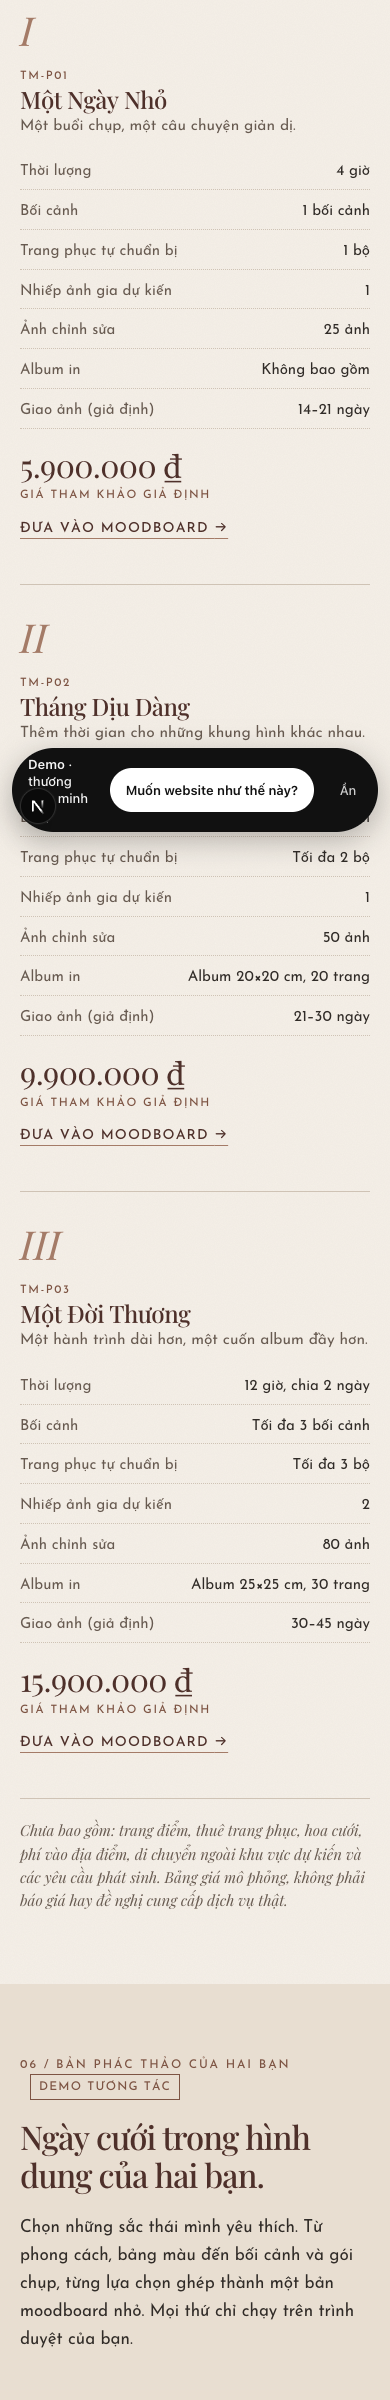 I
TM-P01
Một Ngày Nhỏ
Một buổi chụp, một câu chuyện giản dị.
Thời lượng 4 giờ
Bối cảnh 1 bối cảnh
Trang phục tự chuẩn bị 1 bộ
Nhiếp ảnh gia dự kiến 1
Ảnh chỉnh sửa 25 ảnh
Album in Không bao gồm
Giao ảnh (giả định) 14–21 ngày
5.900.000 ₫
GIÁ THAM KHẢO GIẢ ĐỊNH
ĐƯA VÀO MOODBOARD →
II
TM-P02
Tháng Dịu Dàng
Thêm thời gian cho những khung hình khác nhau.
Demo ·
thương
minh
Muốn website như thế này?
Ẩn
N
Trang phục tự chuẩn bị Tối đa 2 bộ
Nhiếp ảnh gia dự kiến 1
Ảnh chỉnh sửa 50 ảnh
Album in Album 20×20 cm, 20 trang
Giao ảnh (giả định) 21–30 ngày
9.900.000 ₫
GIÁ THAM KHẢO GIẢ ĐỊNH
ĐƯA VÀO MOODBOARD →
III
TM-P03
Một Đời Thương
Một hành trình dài hơn, một cuốn album đầy hơn.
Thời lượng 12 giờ, chia 2 ngày
Bối cảnh Tối đa 3 bối cảnh
Trang phục tự chuẩn bị Tối đa 3 bộ
Nhiếp ảnh gia dự kiến 2
Ảnh chỉnh sửa 80 ảnh
Album in Album 25×25 cm, 30 trang
Giao ảnh (giả định) 30–45 ngày
15.900.000 ₫
GIÁ THAM KHẢO GIẢ ĐỊNH
ĐƯA VÀO MOODBOARD →
Chưa bao gồm: trang điểm, thuê trang phục, hoa cưới,
phí vào địa điểm, di chuyển ngoài khu vực dự kiến và
các yêu cầu phát sinh. Bảng giá mô phỏng, không phải
báo giá hay đề nghị cung cấp dịch vụ thật.
06 / BẢN PHÁC THẢO CỦA HAI BẠN
DEMO TƯƠNG TÁC
Ngày cưới trong hình
dung của hai bạn.
Chọn những sắc thái mình yêu thích. Từ
phong cách, bảng màu đến bối cảnh và gói
chụp, từng lựa chọn ghép thành một bản
moodboard nhỏ. Mọi thứ chỉ chạy trên trình
duyệt của bạn.